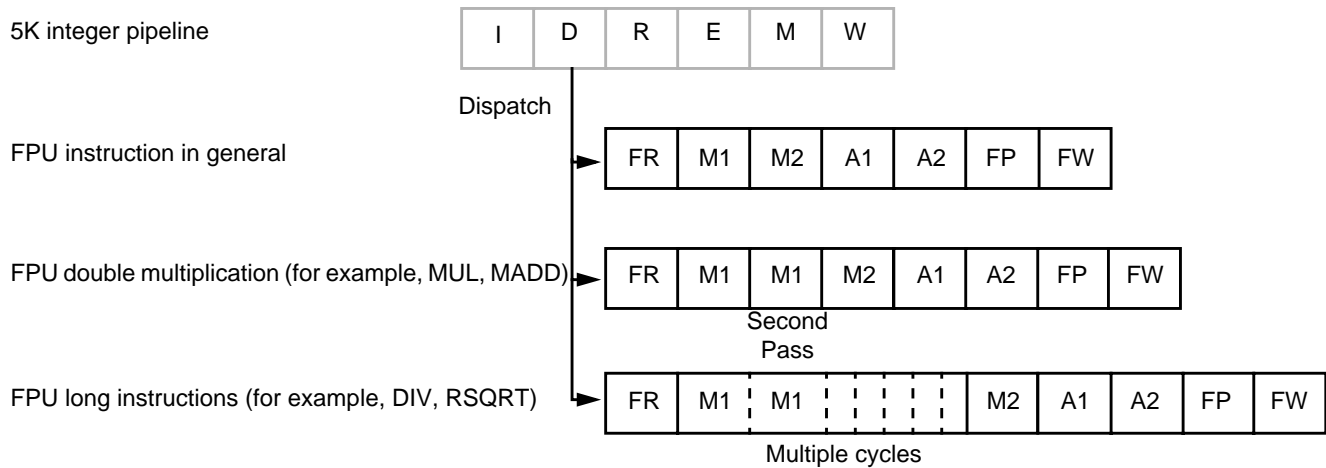 5K integer pipeline
I D R E M W
Dispatch
FPU instruction in general
FR M1 M2 A1 A2 FP FW
FPU double multiplication (for example, MUL, MADD)
FR M1 M1 M2 A1 A2 FP FW
Second
Pass
FPU long instructions (for example, DIV, RSQRT)
FR M1 M1 M2 A1 A2 FP FW
Multiple cycles